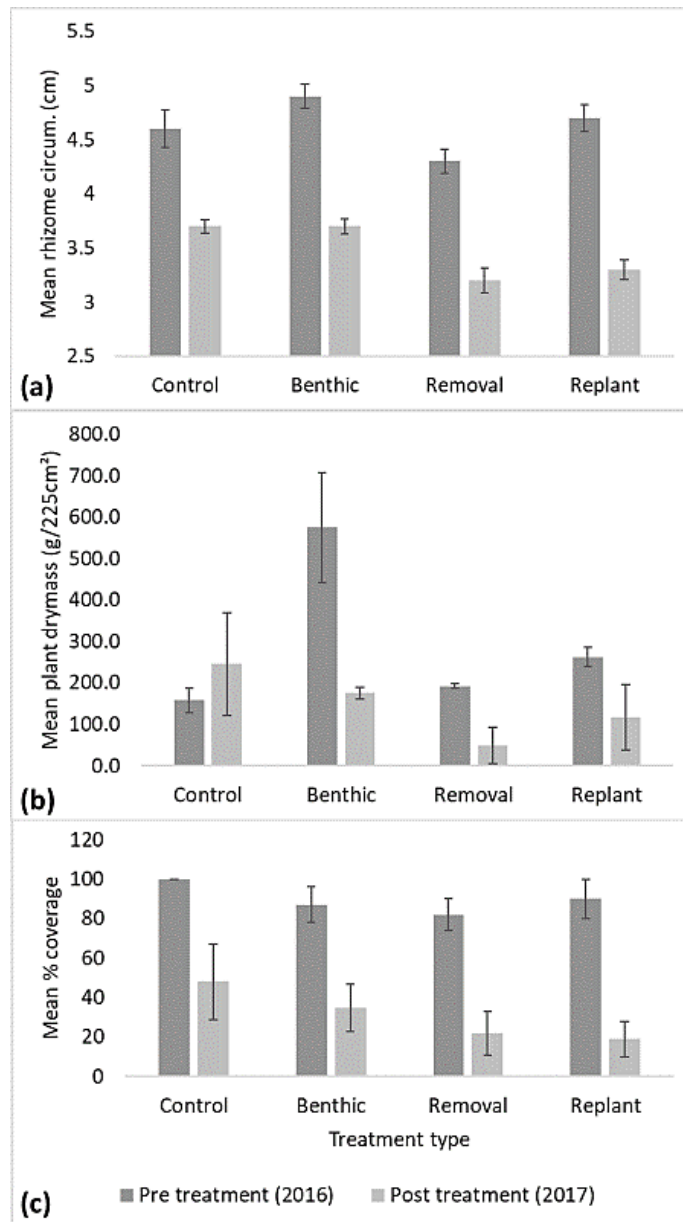 5.5
5
4.5
4
3.5
3
2.5
Mean rhizome circum. (cm)
Control Benthic Removal Replant
(a)
800.0
700.0
600.0
500.0
400.0
300.0
200.0
100.0
0.0
Mean plant drymass (g/225cm²)
Control Benthic Removal Replant
(b)
120
100
80
60
40
20
0
Mean % coverage
Control Benthic Removal Replant
Treatment type
(c)
Pre treatment (2016) Post treatment (2017)